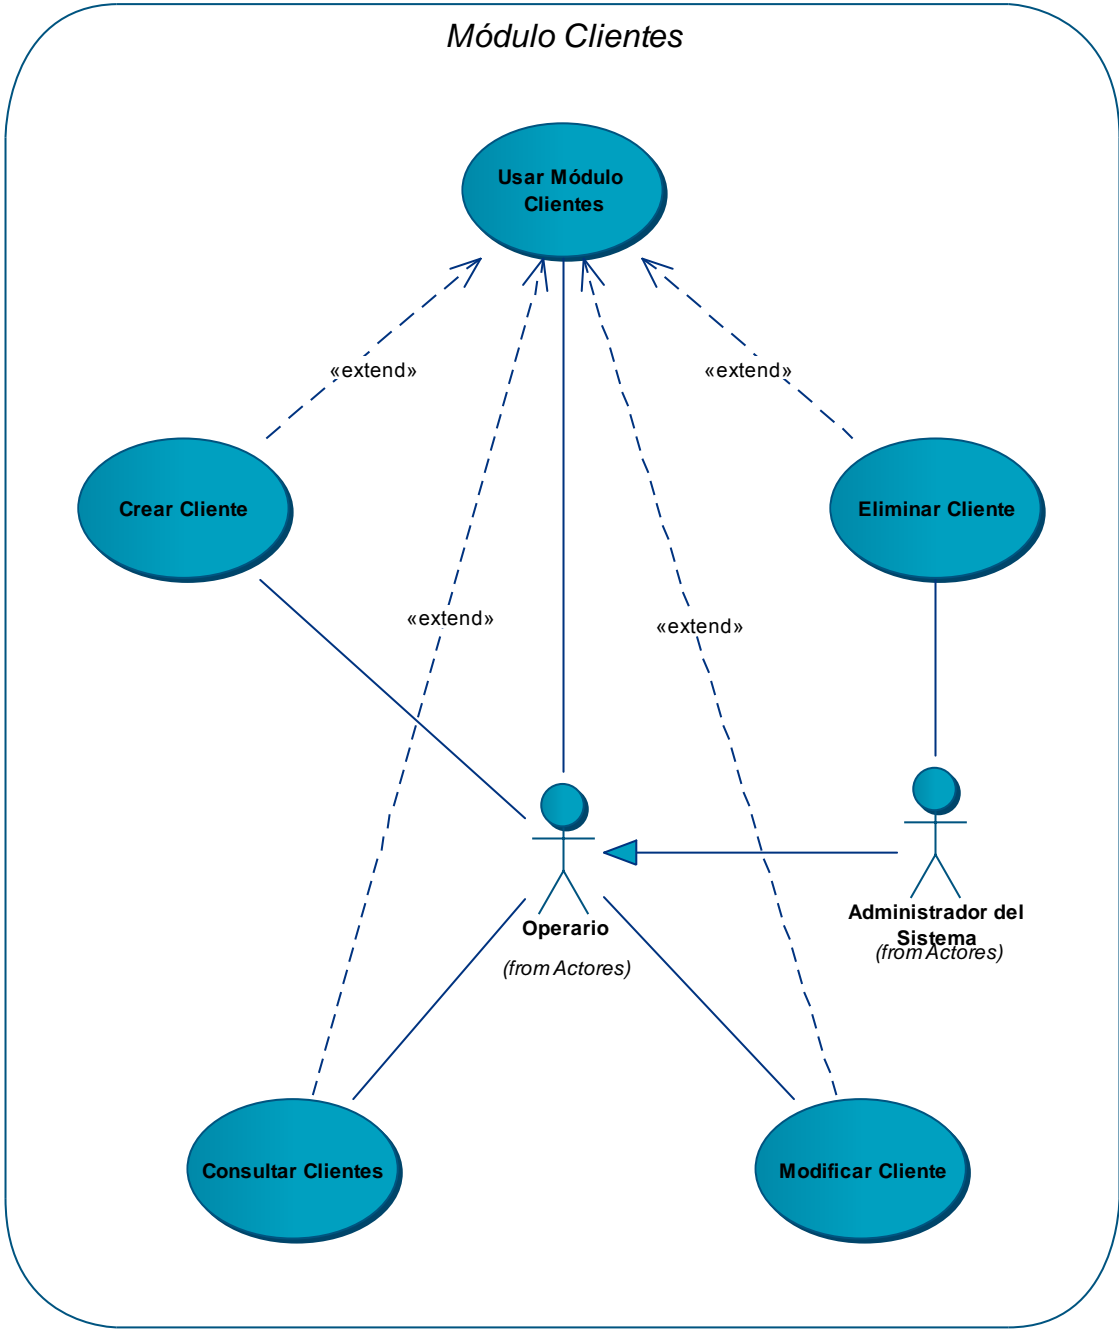 Módulo Clientes
Usar Módulo
Clientes
«extend»
«extend»
Crear Cliente
Eliminar Cliente
«extend»
«extend»
Administrador del
Sistema
(from Actores)
Operario
(from Actores)
Consultar Clientes
Modificar Cliente